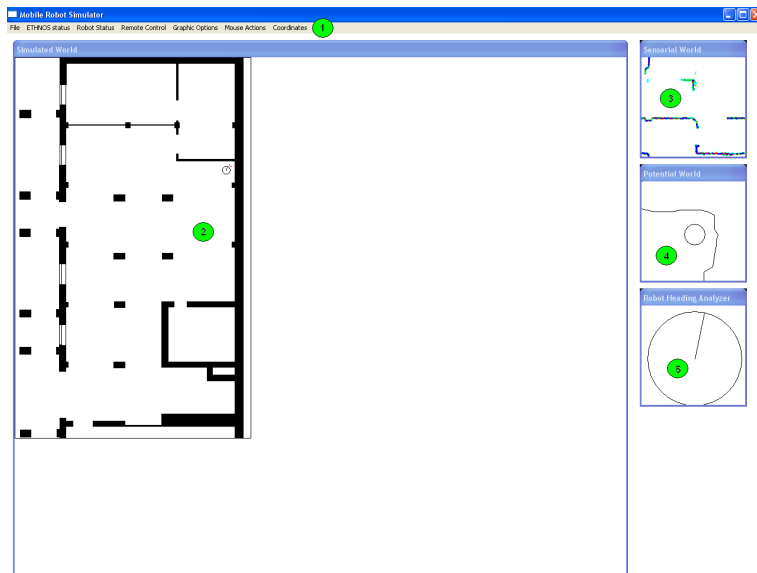 Mobile Robot Simulator
File ETHNOS status Robot Status Remote Control Graphic Options Mouse Actions Coordinates 1
Simulated World
2
Sensorial World
3
Potential World
4
Robot Heading Analyzer
5